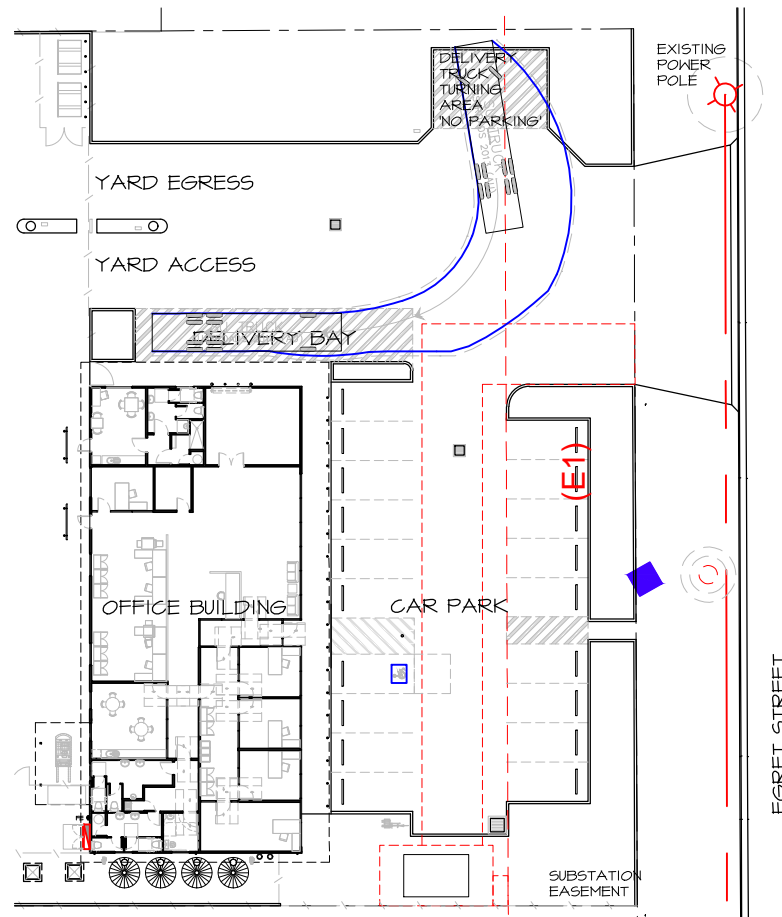 DELIVERY
TRUCK
TURNING
AREA
'NO PARKING'
EXISTING
POWER
POLE
YARD EGRESS
YARD ACCESS
DELIVERY BAY
(E1)
OFFICE BUILDING
CAR PARK
EGRET STREET
SUBSTATION
EASEMENT